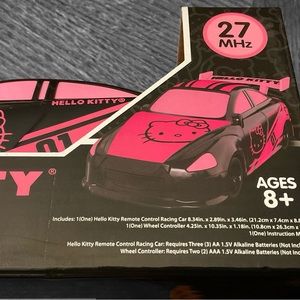 27
MHz
HELLO KITTY®
HELLO KITTY
01
TY
AGES
8+
Includes: 1(One) Hello Kitty Remote Control Racing Car 8.34in. x 2.89in. x 3.46in. (21.2cm x 7.4cm x 8.8
1(One) Wheel Controller 4.25in. x 10.35in. x 1.18in. (10.8cm x 26.3cm x
1(One) Instruction M
Hello Kitty Remote Control Racing Car: Requires Three (3) AA 1.5V Alkaline Batteries (Not Inc
Wheel Controller: Requires Two (2) AAA 1.5V Alkaline Batteries (Not Inc